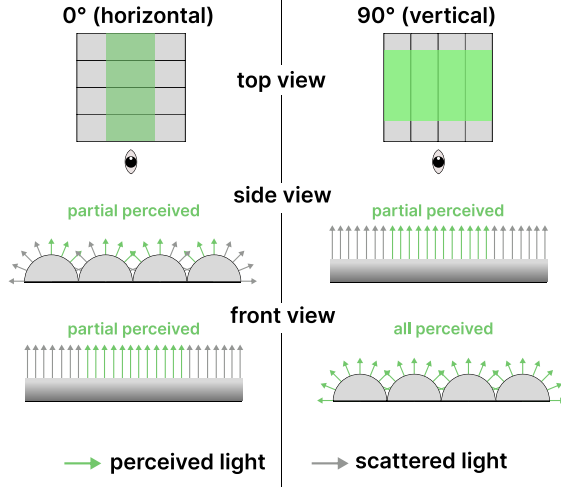 0° (horizontal)
90° (vertical)
top view
side view
partial perceived
partial perceived
front view
partial perceived
all perceived
perceived light
scattered light